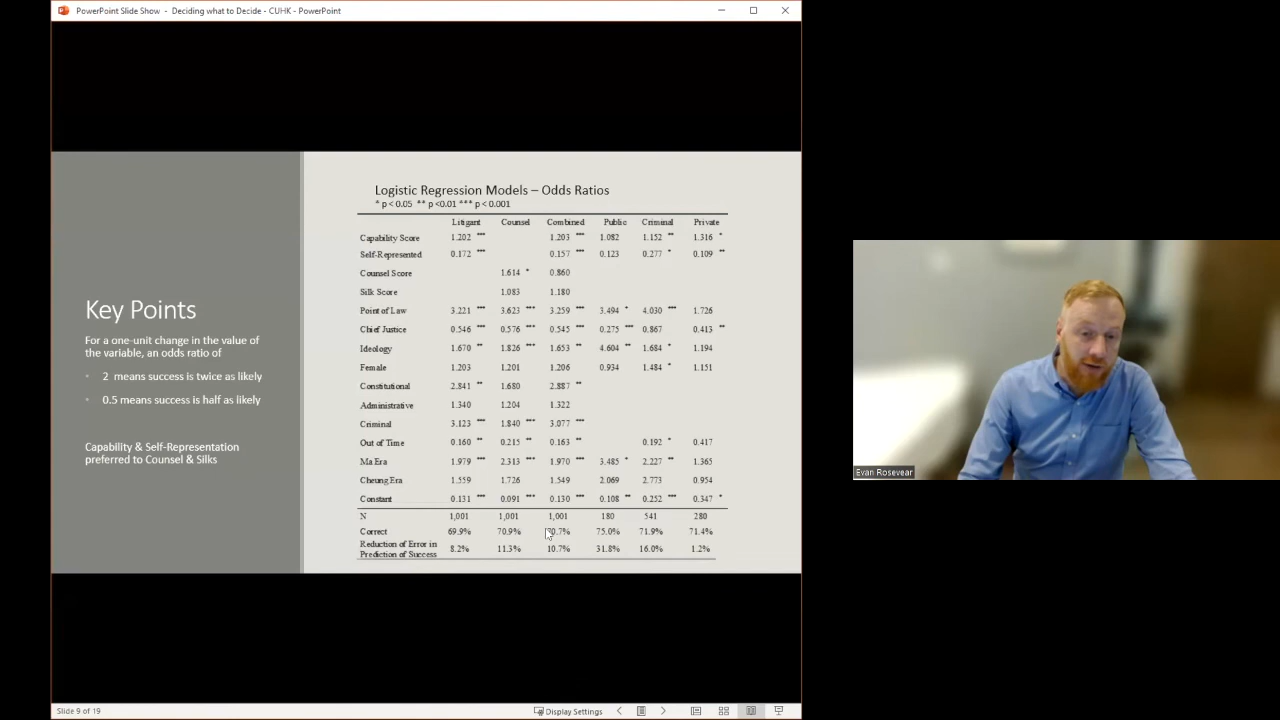 PowerPoint Slide Show - Deciding what to Decide - CUHK - PowerPoint
Key Points
For a one-unit change in the value of
the variable, an odds ratio of
• 2 means success is twice as likely
• 0.5 means success is half as likely
Capability & Self-Representation
preferred to Counsel & Silks
Logistic Regression Models – Odds Ratios
* p < 0.05 ** p <0.01 *** p < 0.001
Litigant Counsel Combined Public Criminal Private
Capability Score 1.202 *** 1.203 *** 1.082 1.152 ** 1.316 *
Self-Represented 0.172 *** 0.157 *** 0.123 0.277 * 0.109 **
Counsel Score 1.614 * 0.860
Silk Score 1.083 1.180
Point of Law 3.221 *** 3.623 *** 3.259 *** 3.494 * 4.030 *** 1.726
Chief Justice 0.546 *** 0.576 *** 0.545 *** 0.275 *** 0.867 0.413 **
Ideology 1.670 ** 1.826 *** 1.653 ** 4.604 ** 1.684 * 1.194
Female 1.203 1.201 1.206 0.934 1.484 * 1.151
Constitutional 2.841 ** 1.680 2.887 **
Administrative 1.340 1.204 1.322
Criminal 3.123 *** 1.840 *** 3.077 ***
Out of Time 0.160 ** 0.215 ** 0.163 ** 0.192 * 0.417
Ma Era 1.979 *** 2.313 *** 1.970 *** 3.485 * 2.227 ** 1.365
Cheung Era 1.559 1.726 1.549 2.069 2.773 0.954
Constant 0.131 *** 0.091 *** 0.130 *** 0.108 ** 0.252 *** 0.347 *
N 1,001 1,001 1,001 180 541 280
Correct 69.9% 70.9% 70.7% 75.0% 71.9% 71.4%
Reduction of Error in
Prediction of Success 8.2% 11.3% 10.7% 31.8% 16.0% 1.2%
Evan Rosevear
Slide 9 of 19
Display Settings